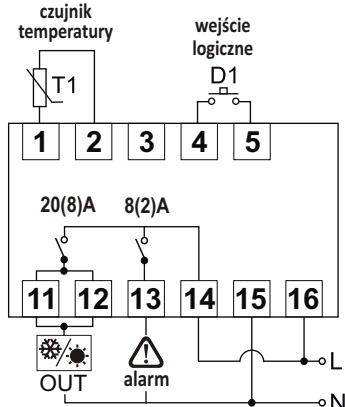 czujnik
temperatury
wejście
logiczne
T1
D1
1 2 3 4 5
20(8)A 8(2)A
11 12 13 14 15 16
OUT
alarm
L
N